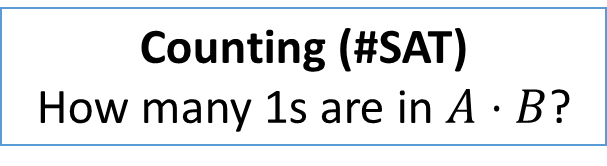 Counting (#SAT)
How many 1s are in A · B?